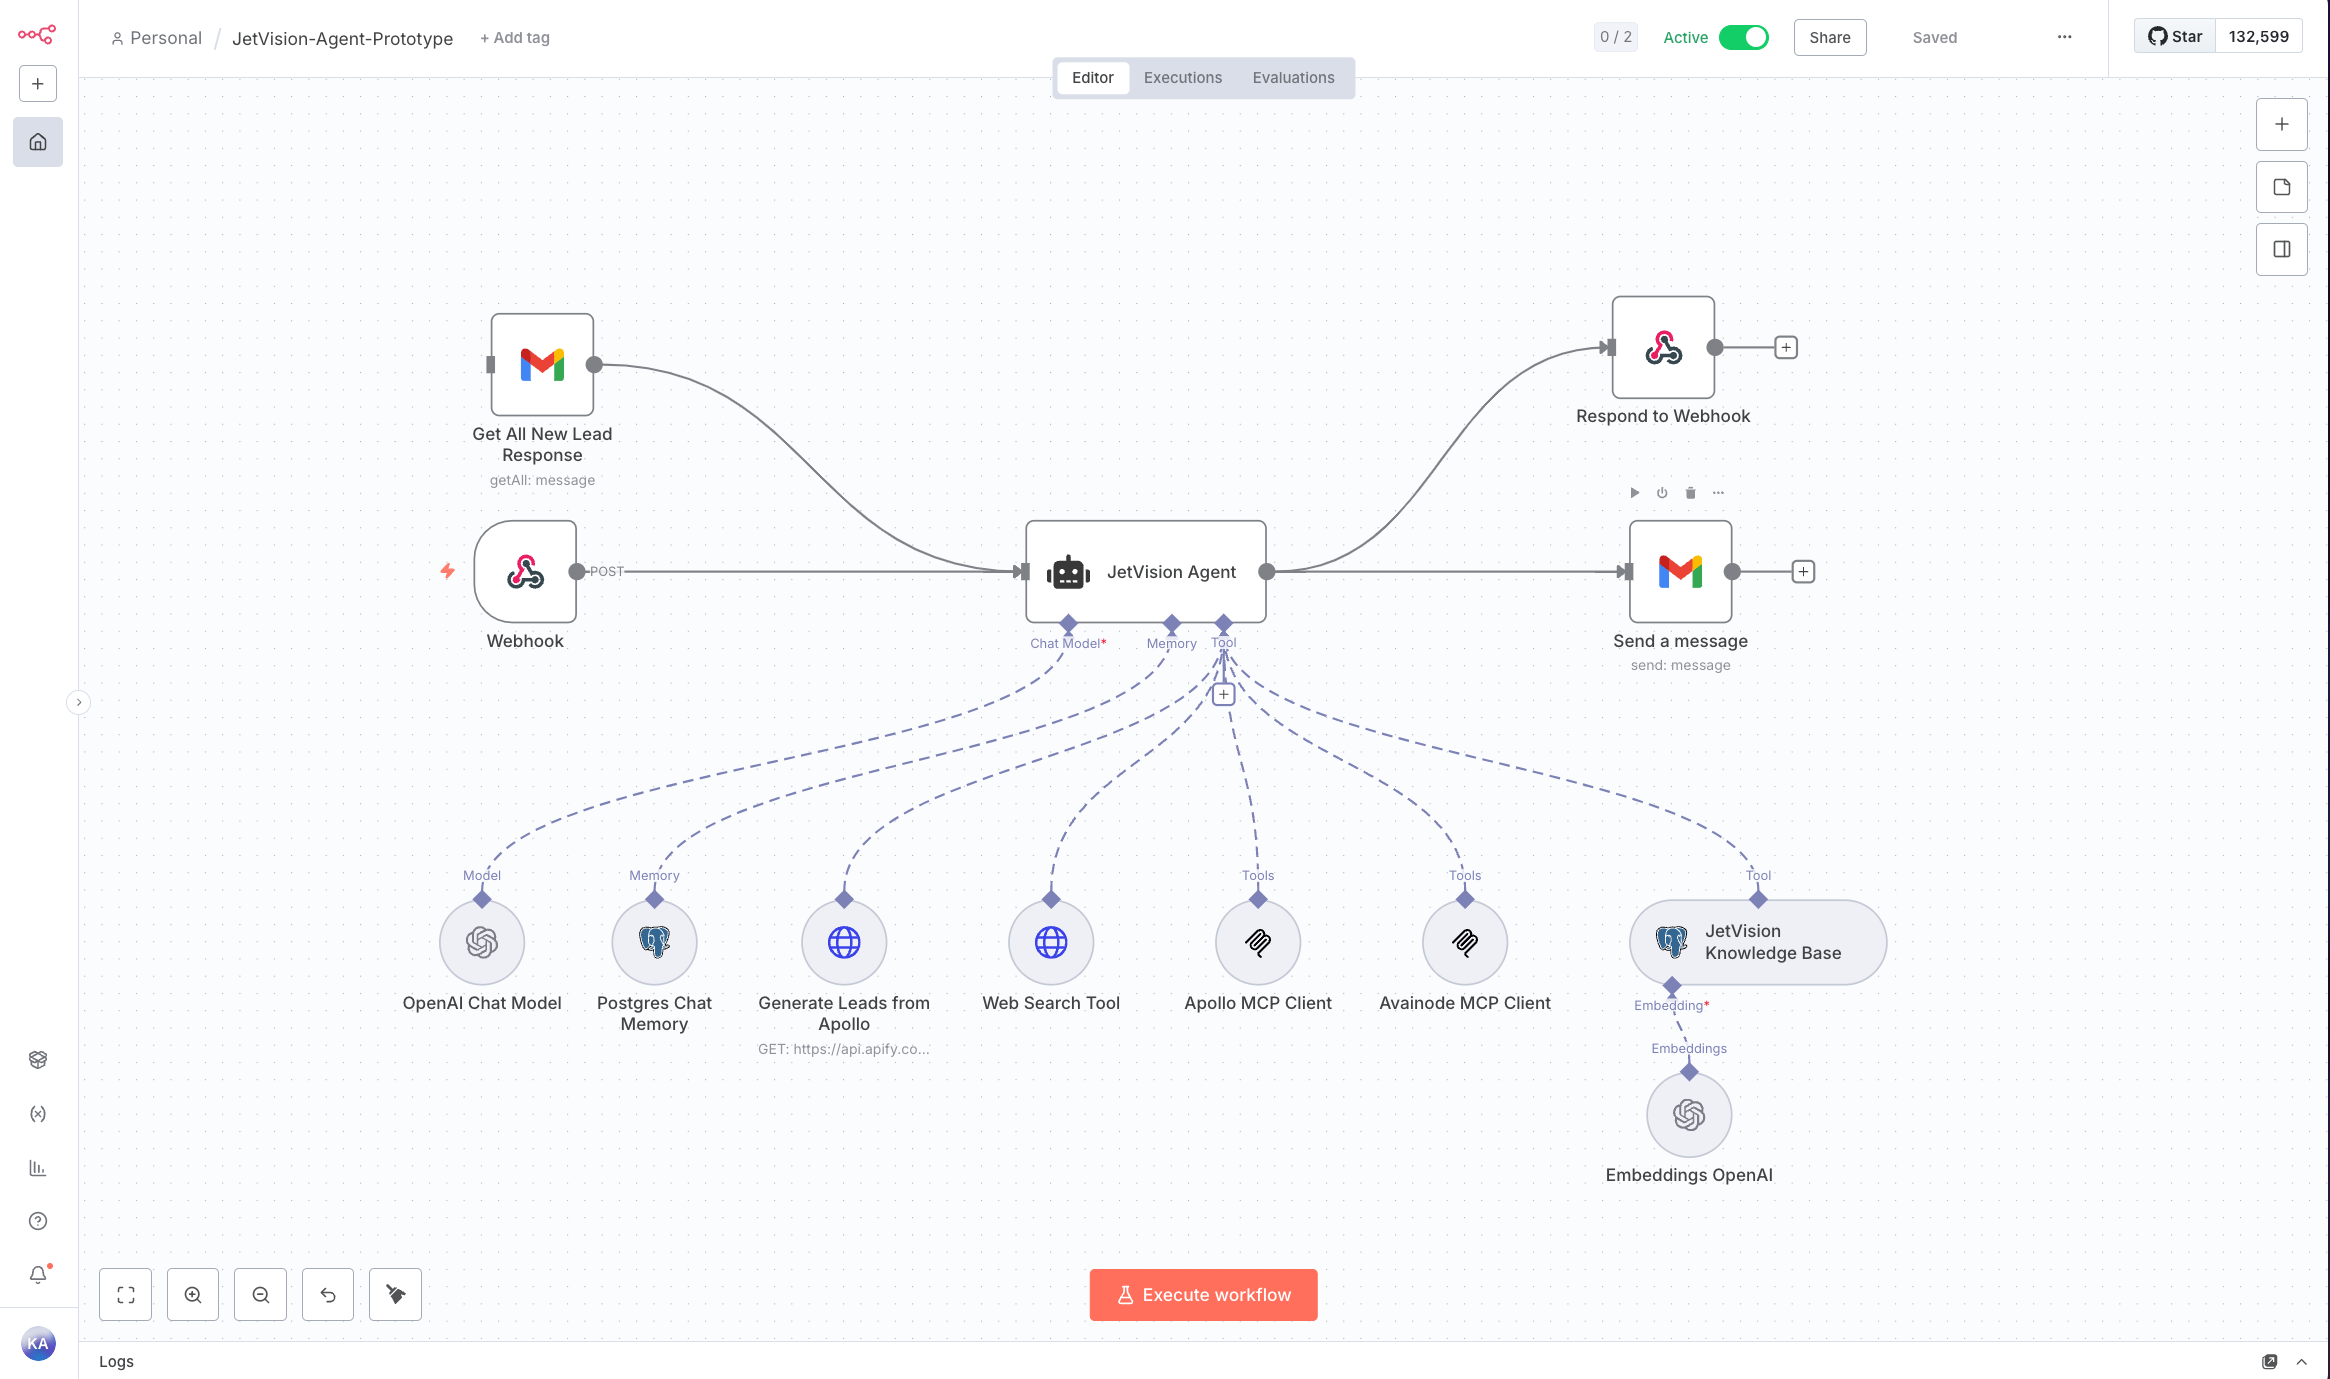 Personal / JetVision-Agent-Prototype + Add tag
0 / 2 Active Share Saved ... Star 132,599
Editor Executions Evaluations
Get All New Lead
Response
getAll: message
Respond to Webhook
POST
Webhook
JetVision Agent
Chat Model* Memory Tool
Send a message
send: message
Model Memory Tools Tools Tool
OpenAI Chat Model
Postgres Chat
Memory
Generate Leads from
Apollo
GET: https://api.apify.co...
Web Search Tool
Apollo MCP Client
Avainode MCP Client
JetVision
Knowledge Base
Embedding*
Embeddings
Embeddings OpenAI
Execute workflow
KA
Logs